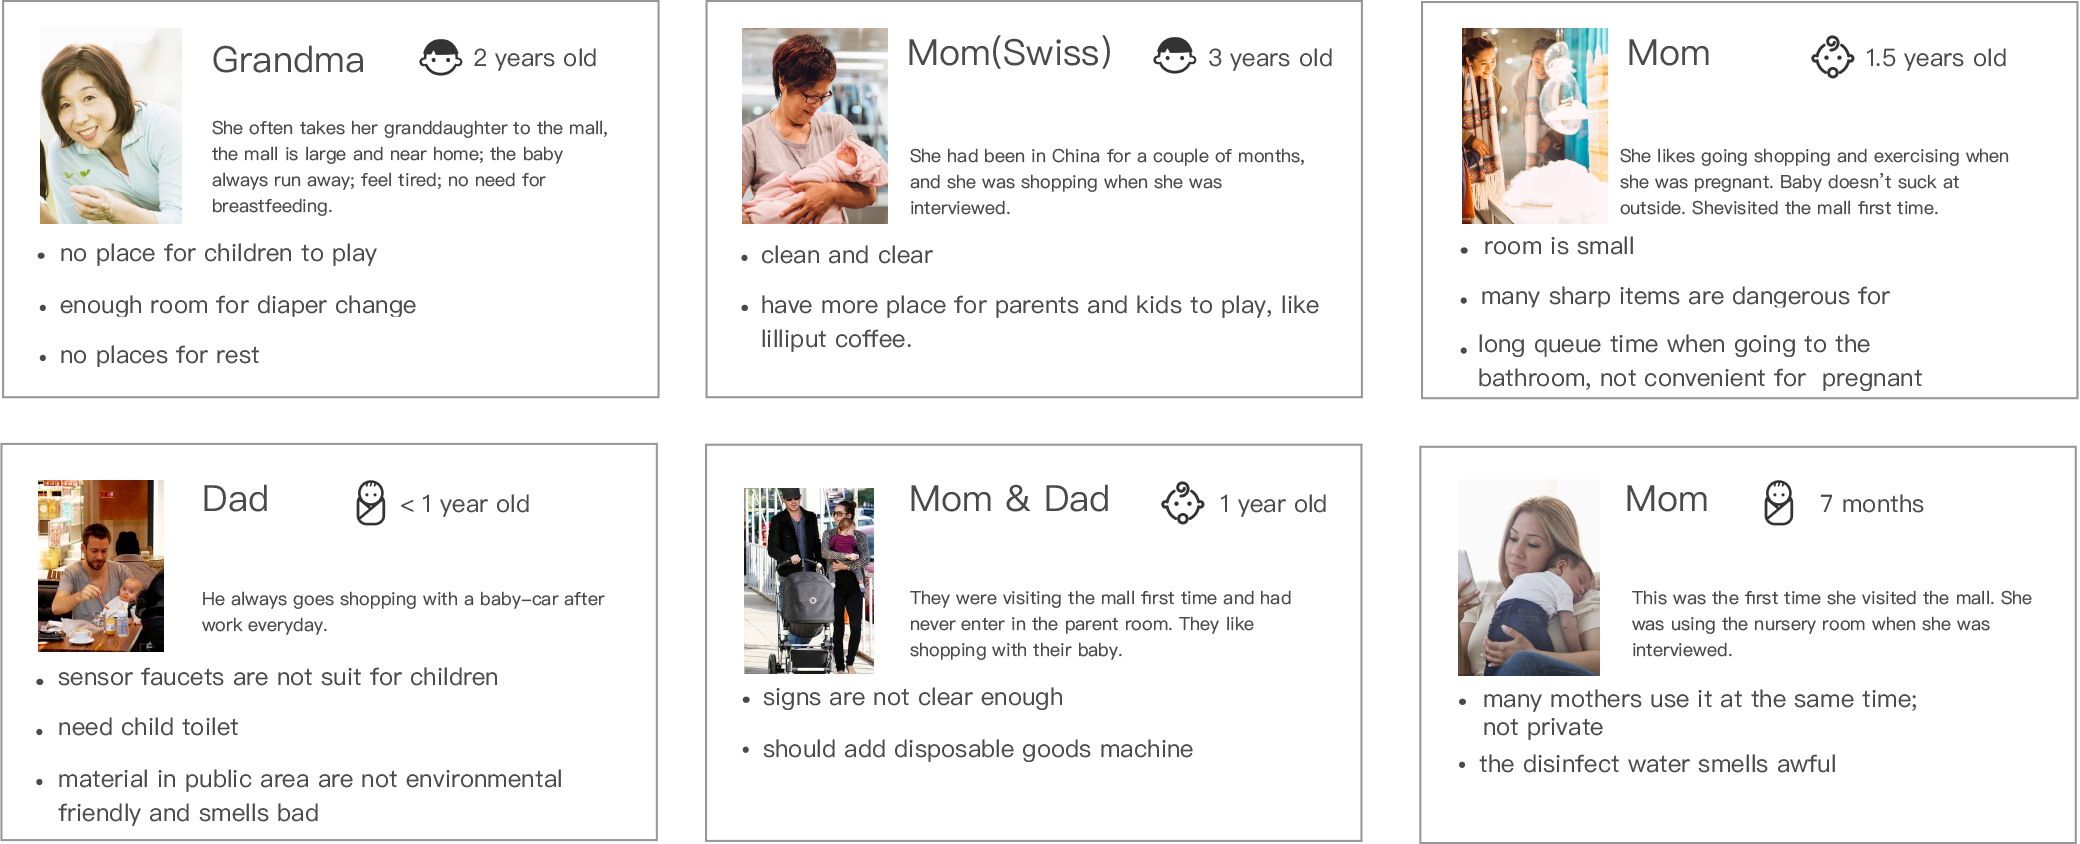 Grandma
2 years old
She often takes her granddaughter to the mall,
the mall is large and near home; the baby
always run away; feel tired; no need for
breastfeeding.
• no place for children to play
• enough room for diaper change
• no places for rest
Mom(Swiss)
3 years old
She had been in China for a couple of months,
and she was shopping when she was
interviewed.
• clean and clear
• have more place for parents and kids to play, like
lilliput coffee.
Mom
1.5 years old
She likes going shopping and exercising when
she was pregnant. Baby doesn't suck at
outside. Shevisited the mall first time.
• room is small
• many sharp items are dangerous for
• long queue time when going to the
bathroom, not convenient for pregnant
Dad
< 1 year old
He always goes shopping with a baby-car after
work everyday.
• sensor faucets are not suit for children
• need child toilet
• material in public area are not environmental
friendly and smells bad
Mom & Dad
1 year old
They were visiting the mall first time and had
never enter in the parent room. They like
shopping with their baby.
• signs are not clear enough
• should add disposable goods machine
Mom
7 months
This was the first time she visited the mall. She
was using the nursery room when she was
interviewed.
• many mothers use it at the same time;
not private
• the disinfect water smells awful